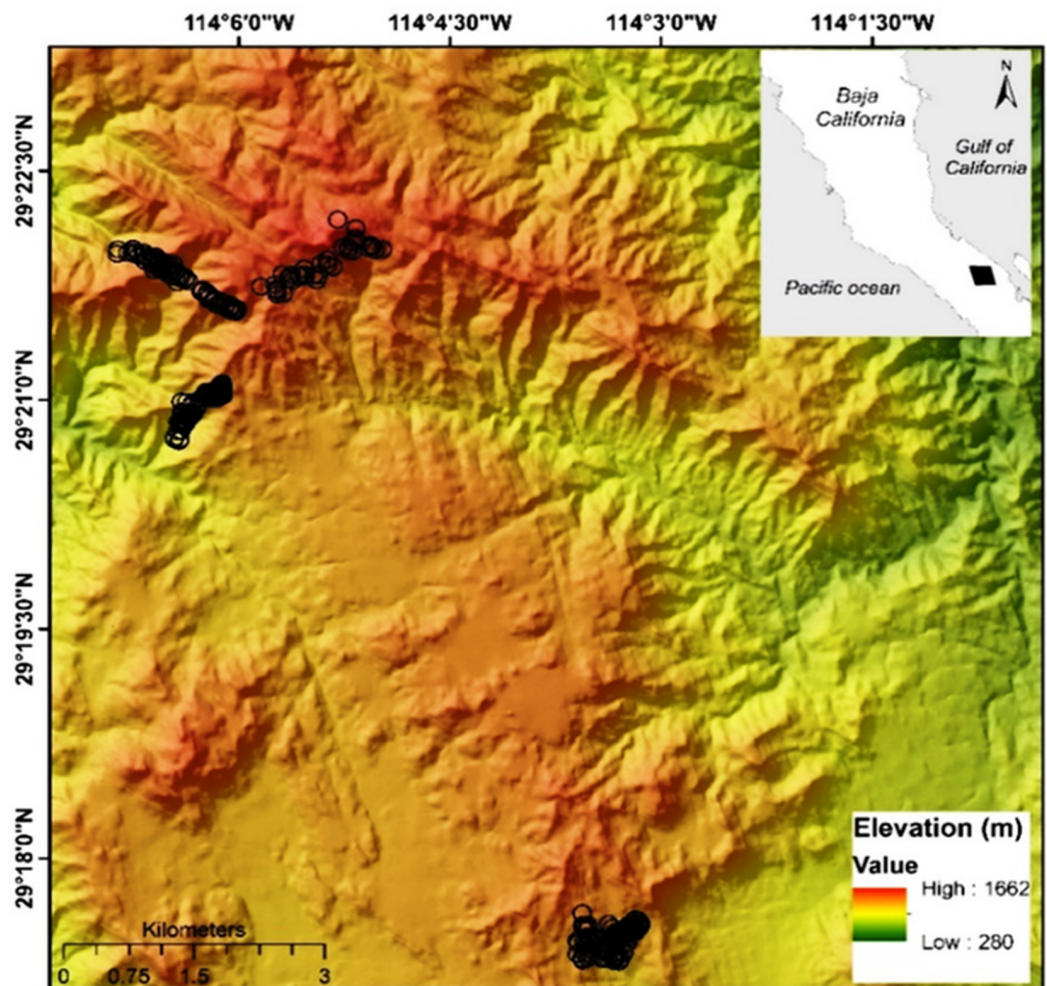 114°6'0"W 114°4'30"W 114°3'0"W 114°1'30"W
29°22'30"N
29°21'0"N
29°19'30"N
29°18'0"N
N
Baja
California
Gulf of
California
Pacific ocean
Elevation (m)
Value
High : 1662
Low : 280
Kilometers
0 0.75 1.5 3